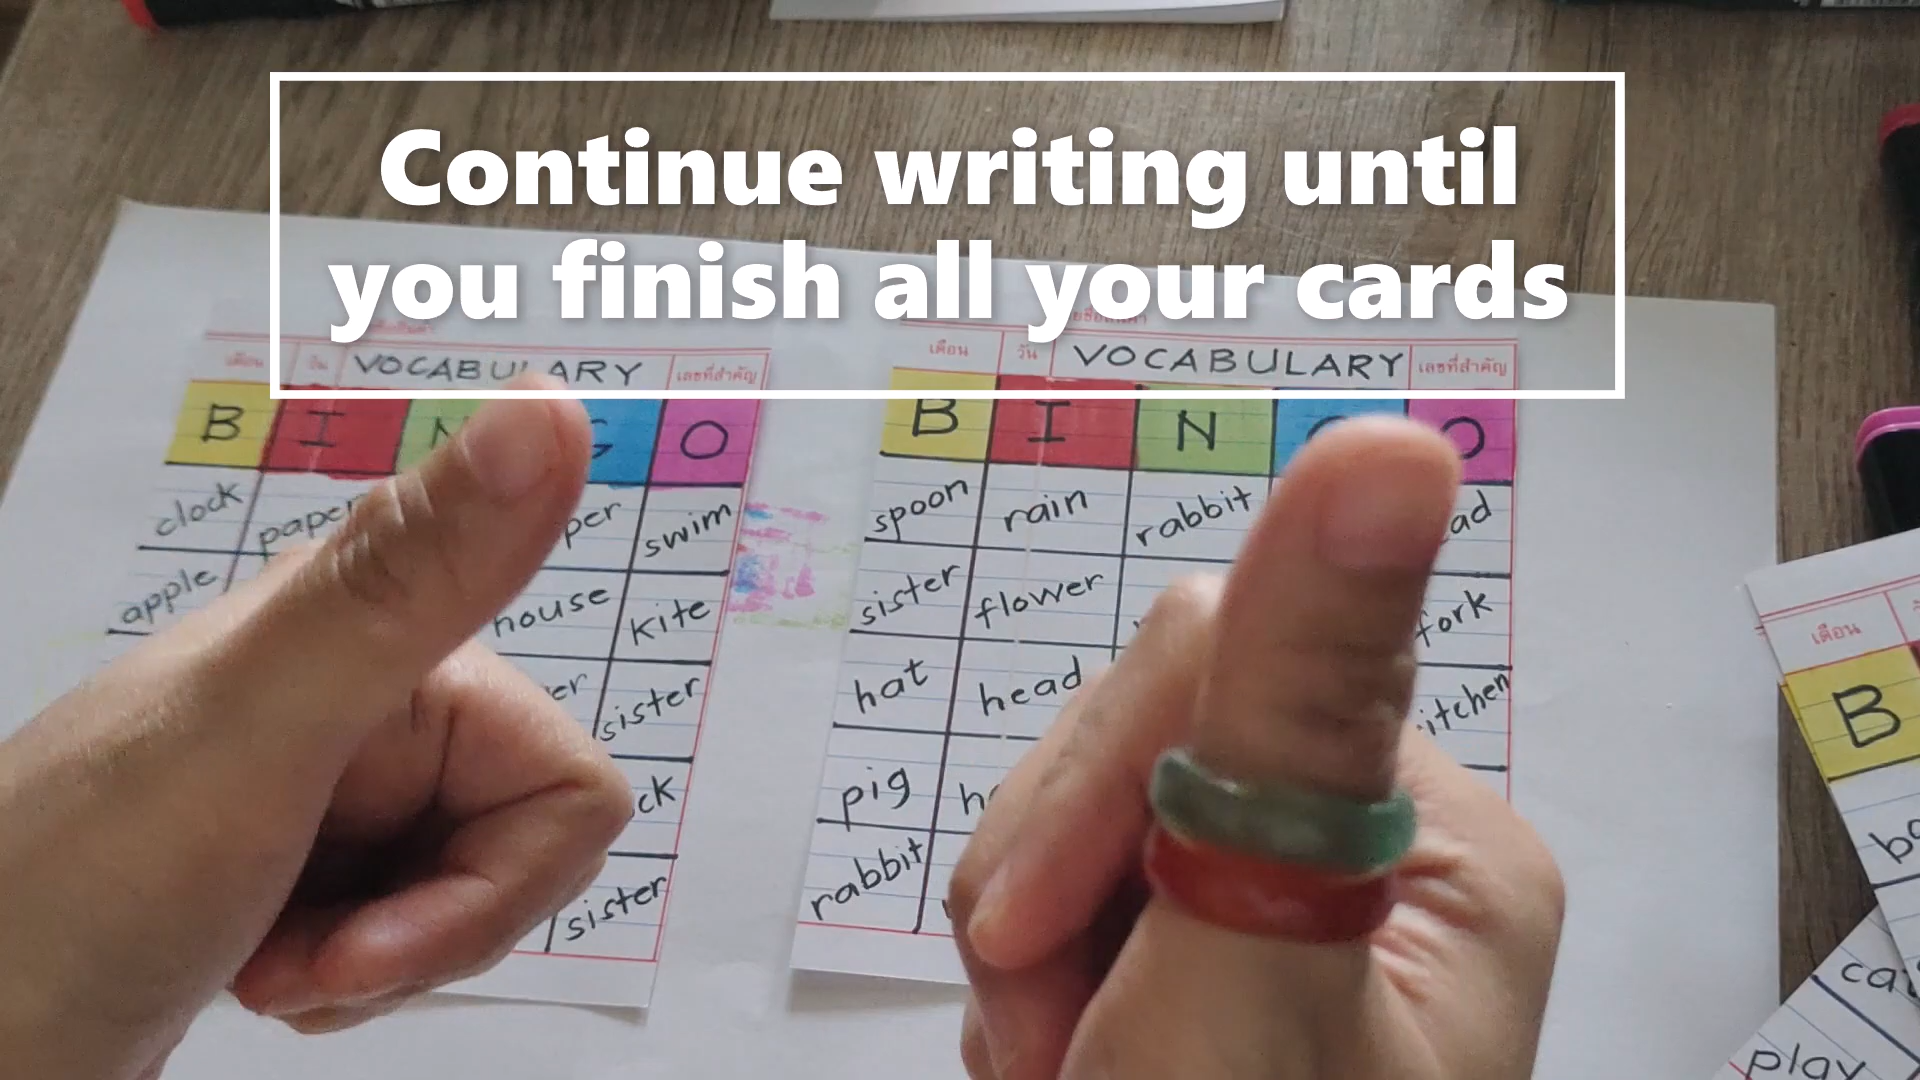 Continue writing until
you finish all your cards
เดือน วัน VOCABULARY เลขที่สำคัญ
B I N G O
clock paper swim
apple house kite
sister
sister
เดือน วัน VOCABULARY เลขที่สำคัญ
B I N G O
spoon rain rabbit
sister flower fork
hat head
pig
rabbit
เดือน
B
play